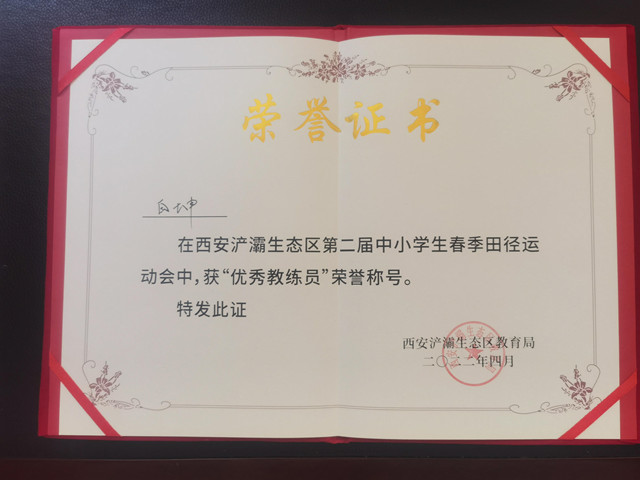 荣誉证书
在西安浐灞生态区第二届中小学生春季田径运
动会中，获“优秀教练员”荣誉称号。
特发此证
西安浐灞生态区教育局
二〇二二年四月